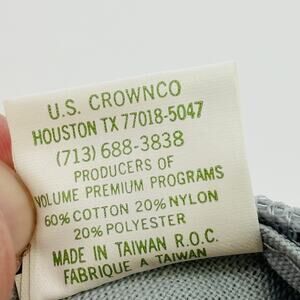 U.S. CROWNCO
HOUSTON TX 77018-5047
(713) 688-3838
PRODUCERS OF
VOLUME PREMIUM PROGRAMS
60% COTTON 20% NYLON
20% POLYESTER
MADE IN TAIWAN R.O.C.
FABRIQUE A TAIWAN